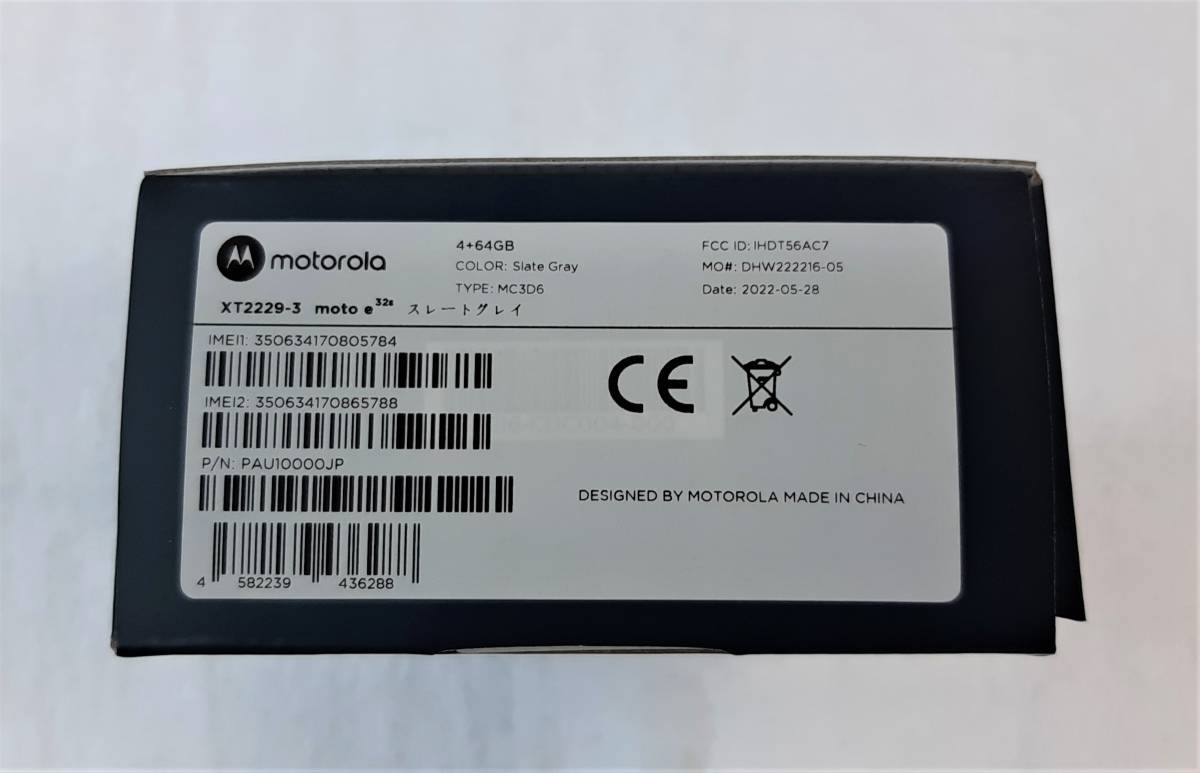 motorola
4+64GB
COLOR: Slate Gray
TYPE: MC3D6
FCC ID: IHDT56AC7
MO#: DHW222216-05
Date: 2022-05-28
XT2229-3 moto e32s スレートグレイ
IMEI1: 350634170805784
IMEI2: 350634170865788
P/N: PAU10000JP
4 582239 436288
CE
DESIGNED BY MOTOROLA MADE IN CHINA